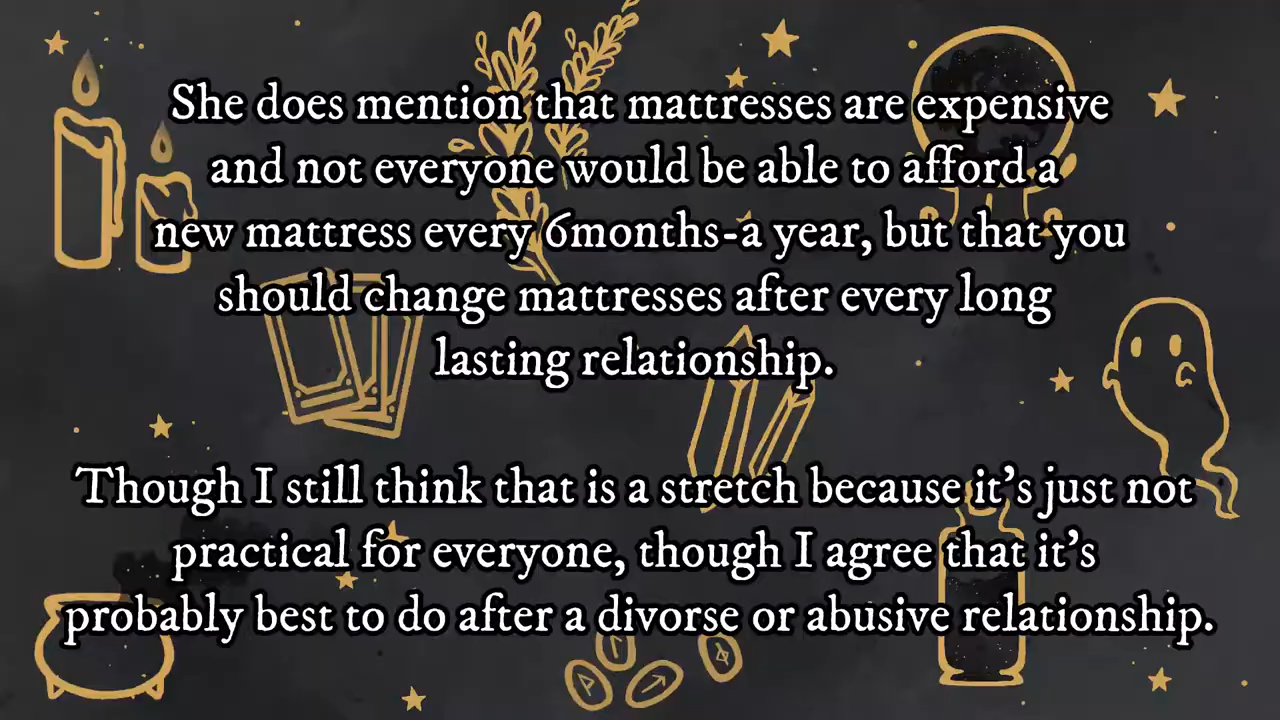 She does mention that mattresses are expensive
and not everyone would be able to afford a
new mattress every 6months-a year, but that you
should change mattresses after every long
lasting relationship.
Though I still think that is a stretch because it's just not
practical for everyone, though I agree that it's
probably best to do after a divorse or abusive relationship.